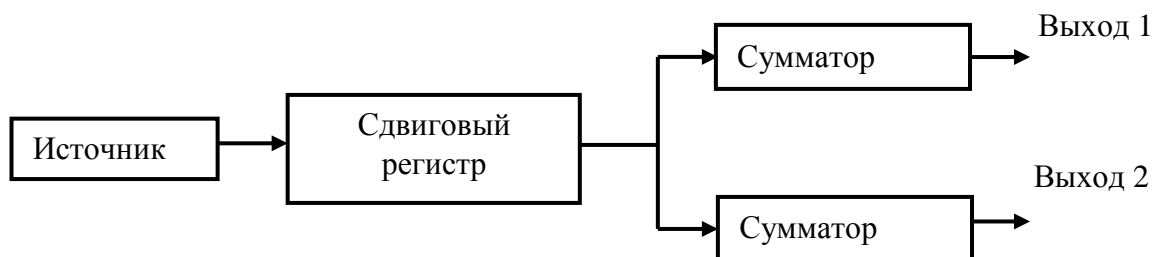 Источник
Сдвиговый
регистр
Сумматор
Выход 1
Сумматор
Выход 2